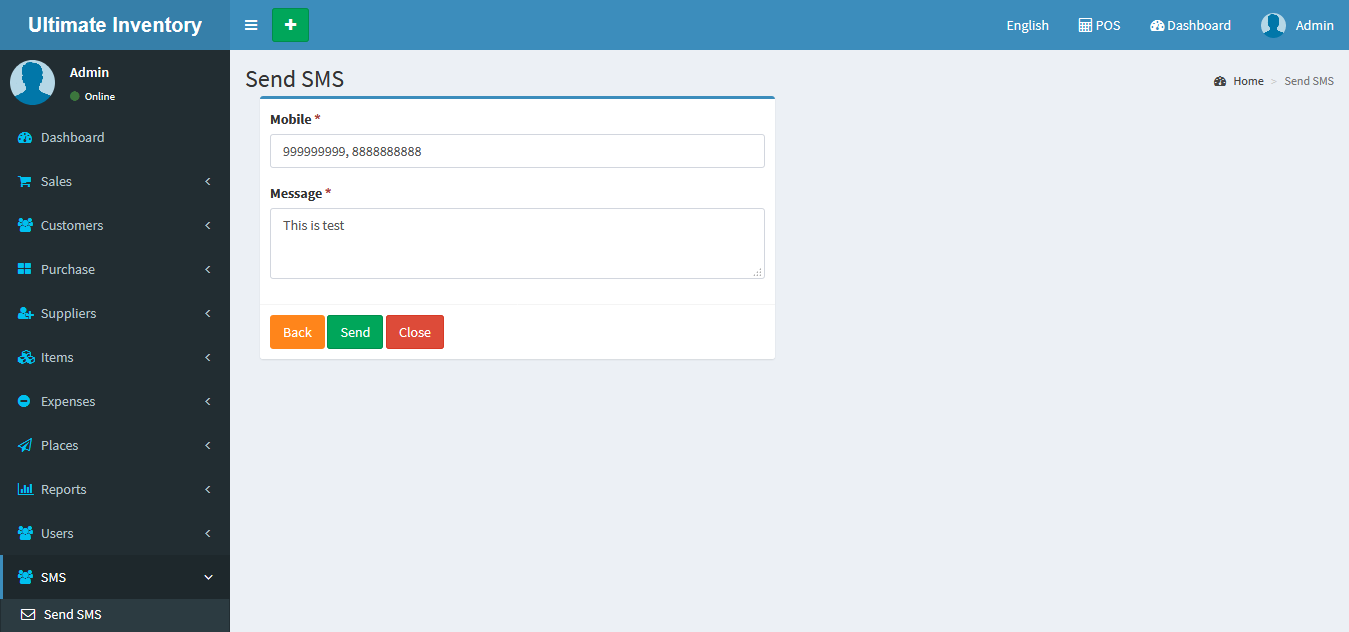 Ultimate Inventory
English
POS
Dashboard
Admin
Admin
Online
Dashboard
Sales
Customers
Purchase
Suppliers
Items
Expenses
Places
Reports
Users
SMS
Send SMS
Send SMS
Home > Send SMS
Mobile *
999999999, 8888888888
Message *
This is test
Back Send Close